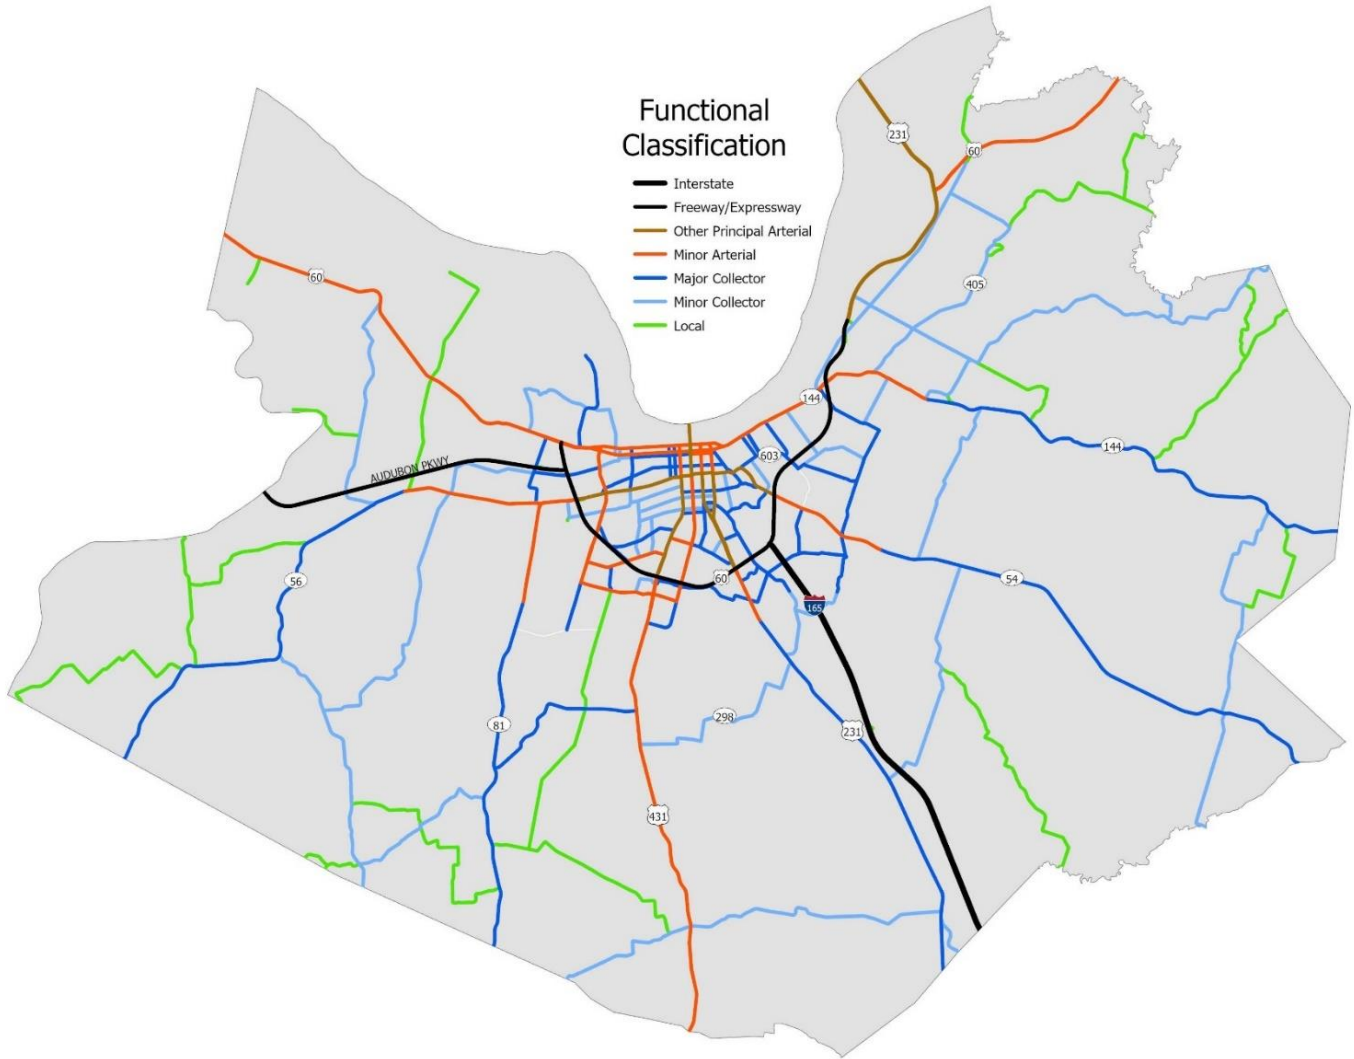 Functional
Classification
Interstate
Freeway/Expressway
Other Principal Arterial
Minor Arterial
Major Collector
Minor Collector
Local
231
60
60
405
144
144
603
AUDUBON PKWY
56
60
54
165
81
298
231
431